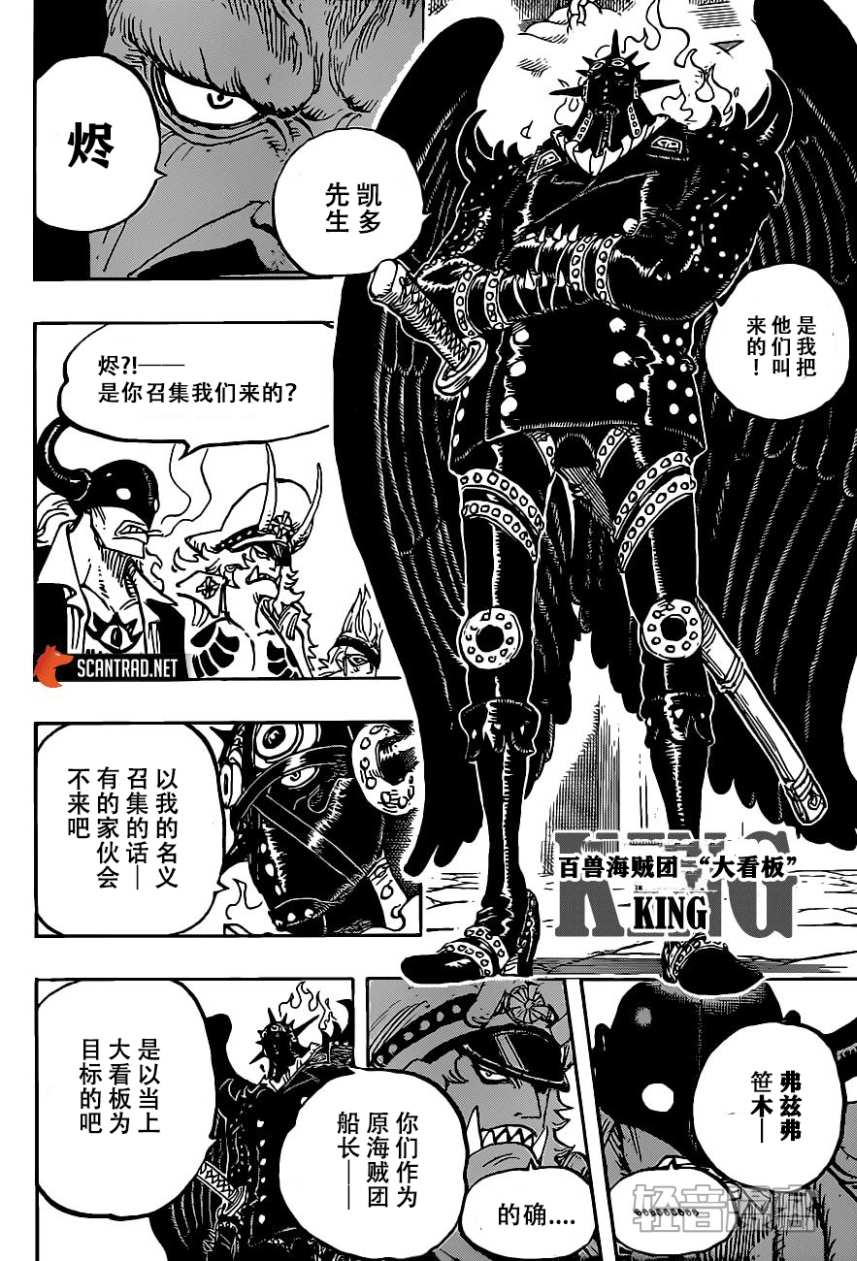 是我把
他们叫
来的！
凯多
先生
烬
烬?!——
是你召集我们来的？
SCANTRAD.NET
以我的名义
召集的话—
有的家伙会
不来吧
KING
百兽海贼团 “大看板”
KING
弗兹弗
笹木—
..........
的确....
你们作为
原海贼团
船长——
是以当上
大看板为
目标的吧
轻音漫画